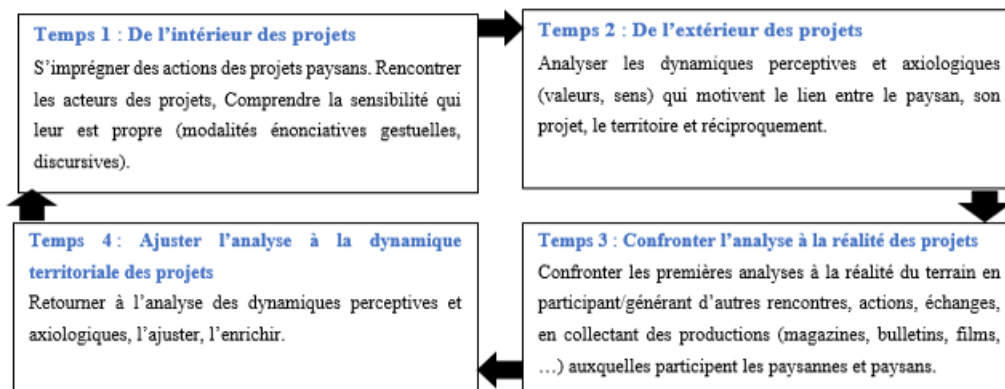 Temps 1 : De l’intérieur des projets
S’imprégner des actions des projets paysans. Rencontrer
les acteurs des projets, Comprendre la sensibilité qui
leur est propre (modalités énonciatives gestuelles,
discursives).
Temps 2 : De l’extérieur des projets
Analyser les dynamiques perceptives et axiologiques
(valeurs, sens) qui motivent le lien entre le paysan, son
projet, le territoire et réciproquement.
Temps 3 : Confronter l’analyse à la réalité des projets
Confronter les premières analyses à la réalité du terrain en
participant/générant d’autres rencontres, actions, échanges,
en collectant des productions (magazines, bulletins, films,
…) auxquelles participent les paysannes et paysans.
Temps 4 : Ajuster l’analyse à la dynamique
territoriale des projets
Retourner à l’analyse des dynamiques perceptives et
axiologiques, l’ajuster, l’enrichir.